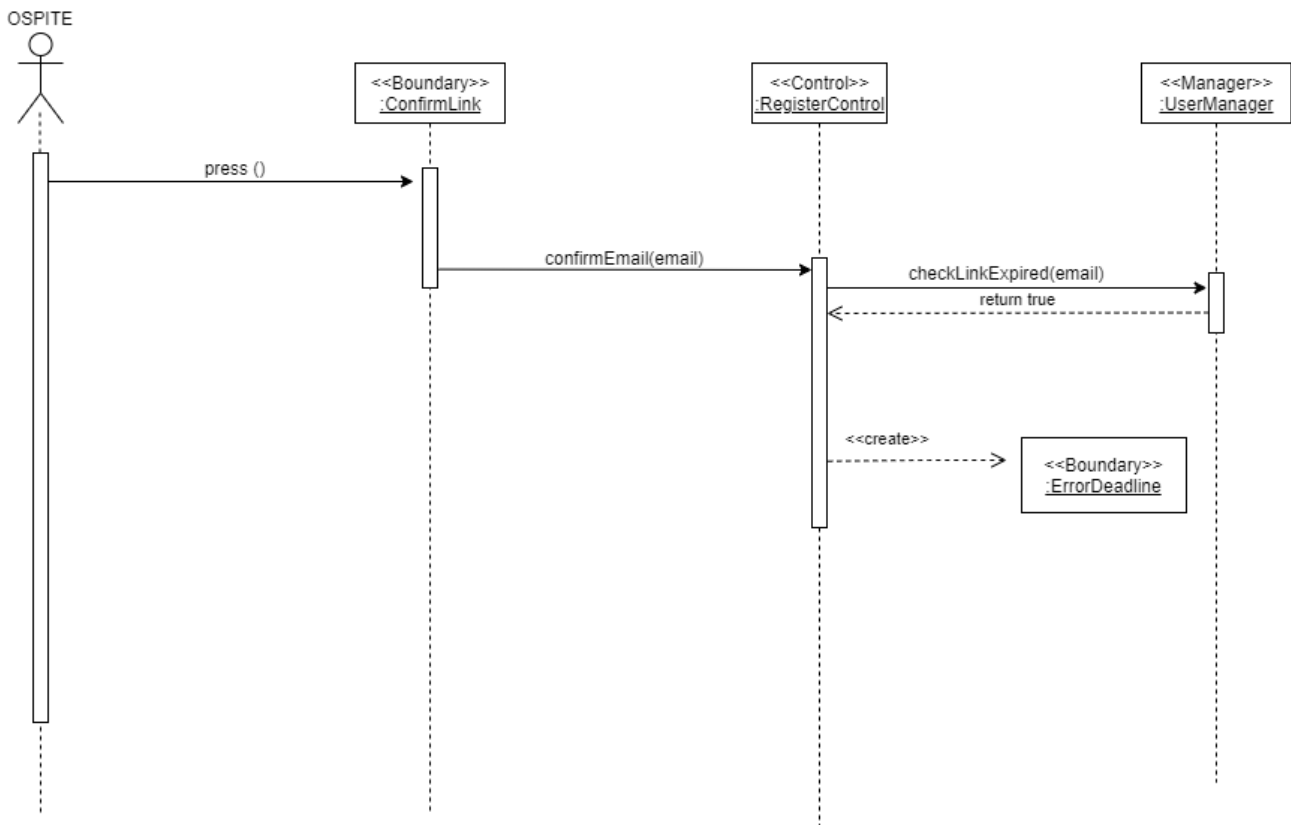 OSPITE
<<Boundary>>
:ConfirmLink
<<Control>>
:RegisterControl
<<Manager>>
:UserManager
press ()
confirmEmail(email)
checkLinkExpired(email)
return true
<<create>>
<<Boundary>>
:ErrorDeadline